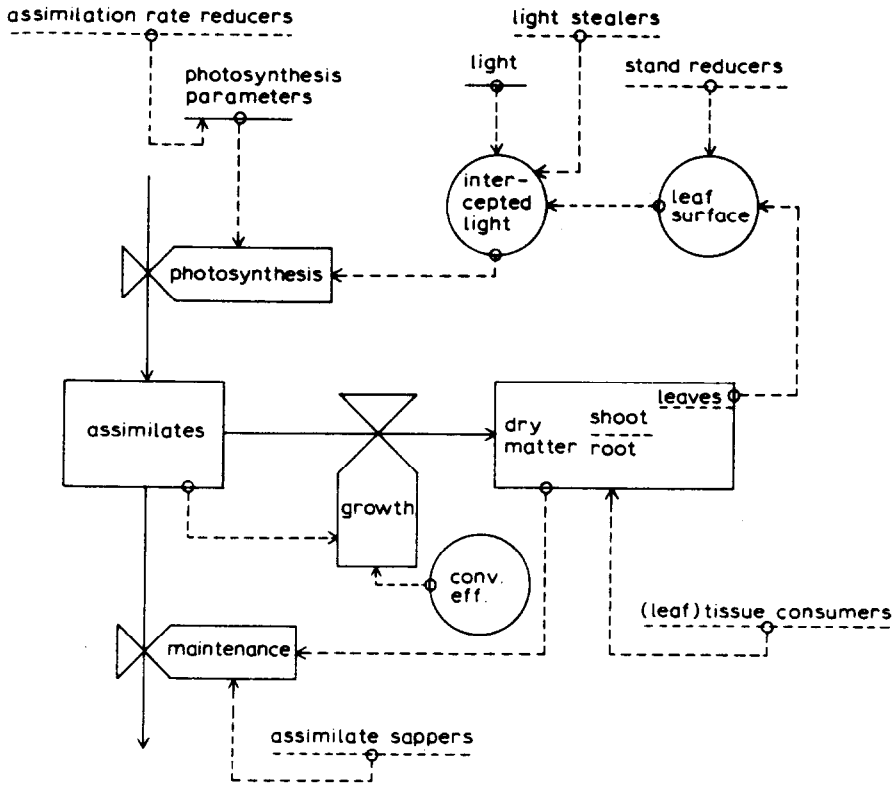 assimilation rate reducers
light stealers
light
stand reducers
photosynthesis
parameters
inter-
cepted
light
leaf
surface
photosynthesis
leaves
assimilates
dry
matter
shoot
root
growth
conv.
eff.
(leaf) tissue consumers
maintenance
assimilate sappers